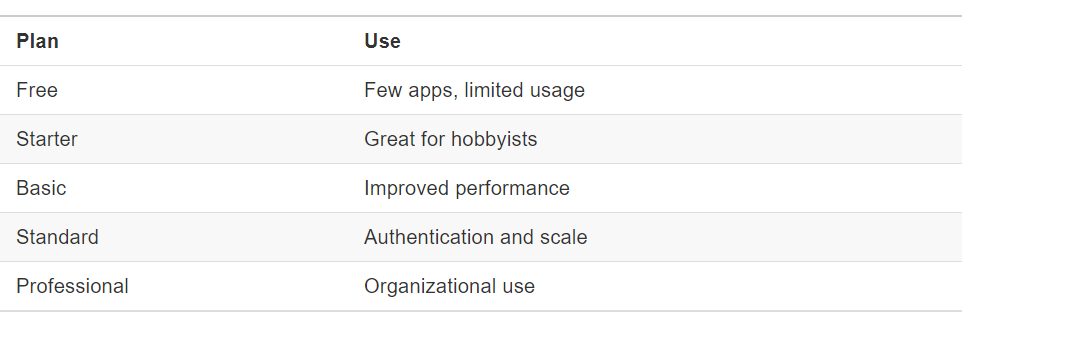 Plan Use
Free Few apps, limited usage
Starter Great for hobbyists
Basic Improved performance
Standard Authentication and scale
Professional Organizational use